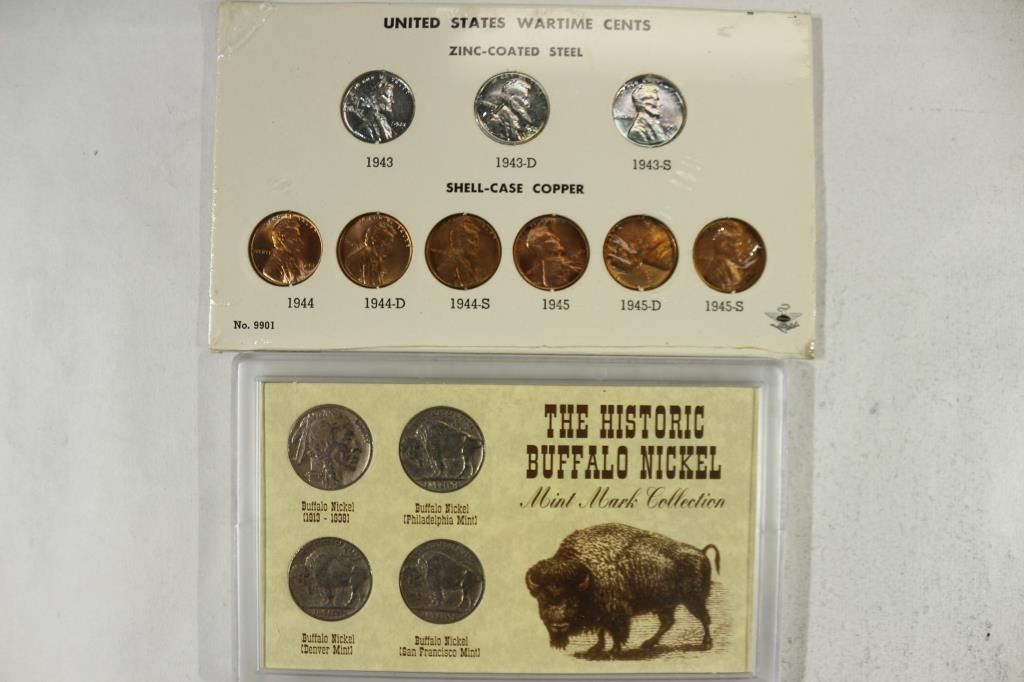 UNITED STATES WARTIME CENTS
ZINC-COATED STEEL
1943 1943-D 1943-S
SHELL-CASE COPPER
1944 1944-D 1944-S 1945 1945-D 1945-S
No. 9901
THE HISTORIC
BUFFALO NICKEL
Mint Mark Collection
Buffalo Nickel
(1913 - 1938)
Buffalo Nickel
(Philadelphia Mint)
Buffalo Nickel
(Denver Mint)
Buffalo Nickel
(San Francisco Mint)